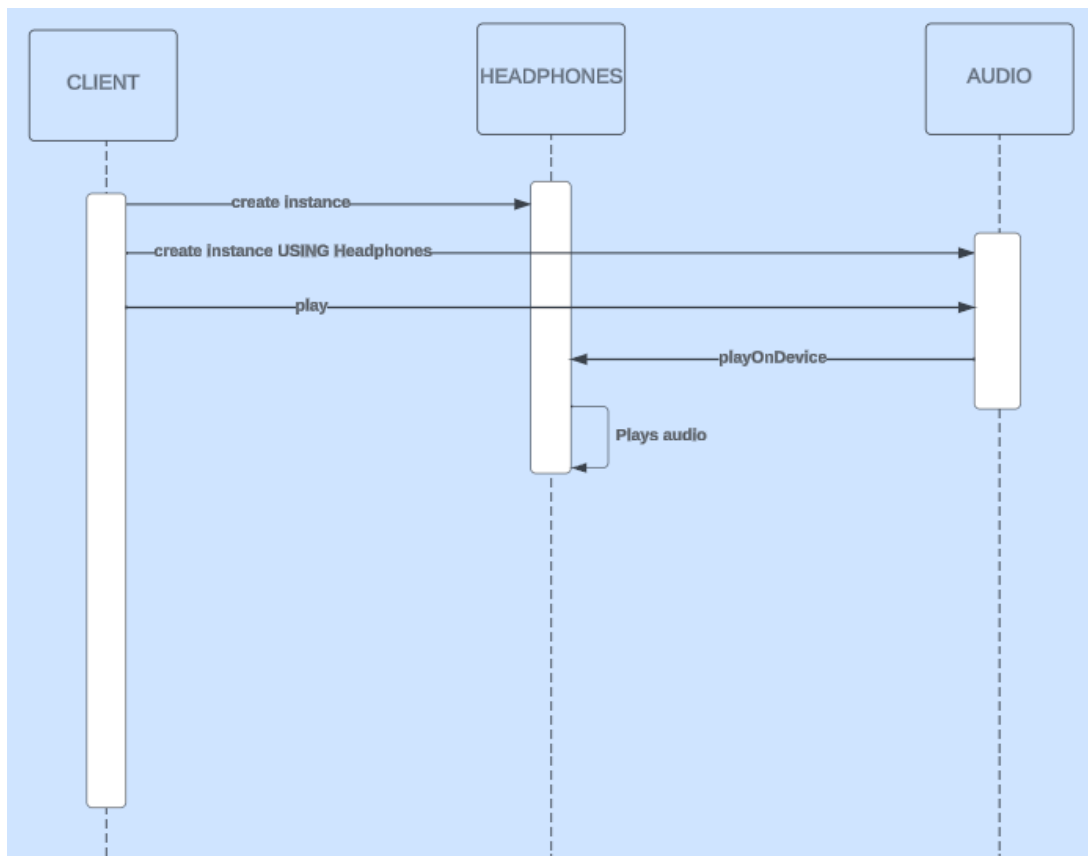 CLIENT
HEADPHONES
AUDIO
create instance
create instance USING Headphones
play
playOnDevice
Plays audio